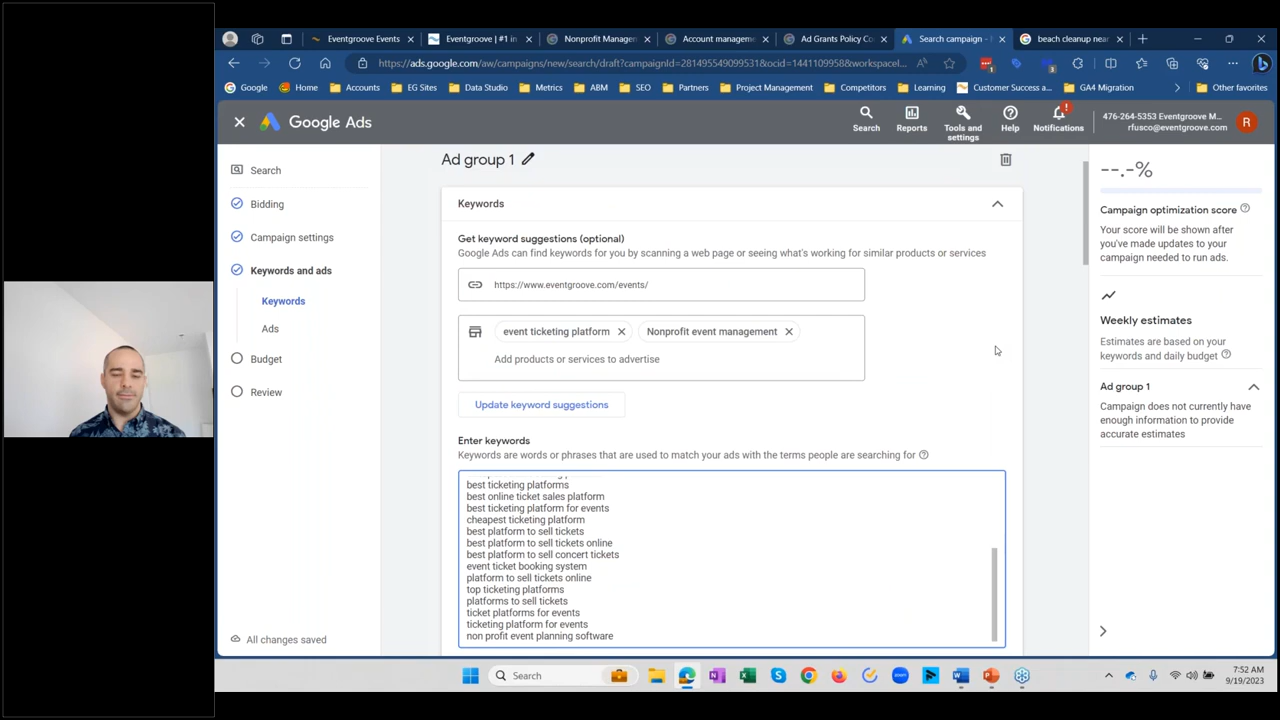 Eventgroove Events
Eventgroove | #1 in
Nonprofit Manage
Account manageme
Ad Grants Policy Co
Search campaign -
beach cleanup near
https://ads.google.com/aw/campaigns/new/search/draft?campaignId=281495549099531&ocid=1441109958&workspace
Google
Home
Accounts
EG Sites
Data Studio
Metrics
ABM
SEO
Partners
Project Management
Competitors
Learning
Customer Success a...
GA4 Migration
Other favorites
Google Ads
Search
Reports
Tools and settings
Help
Notifications
476-264-5353 Eventgroove M...
rfusco@eventgroove.com
R
Search
Bidding
Campaign settings
Keywords and ads
Keywords
Ads
Budget
Review
All changes saved
Ad group 1
Keywords
Get keyword suggestions (optional)
Google Ads can find keywords for you by scanning a web page or seeing what's working for similar products or services
https://www.eventgroove.com/events/
event ticketing platform
Nonprofit event management
Add products or services to advertise
Update keyword suggestions
Enter keywords
Keywords are words or phrases that are used to match your ads with the terms people are searching for
best ticketing platforms
best online ticket sales platform
best ticketing platform for events
cheapest ticketing platform
best platform to sell tickets
best platform to sell tickets online
best platform to sell concert tickets
event ticket booking system
platform to sell tickets online
top ticketing platforms
platforms to sell tickets
ticket platforms for events
ticketing platform for events
non profit event planning software
--.-%
Campaign optimization score
Your score will be shown after
you've made updates to your
campaign needed to run ads.
Weekly estimates
Estimates are based on your
keywords and daily budget
Ad group 1
Campaign does not currently have
enough information to provide
accurate estimates
Search
7:52 AM
9/19/2023